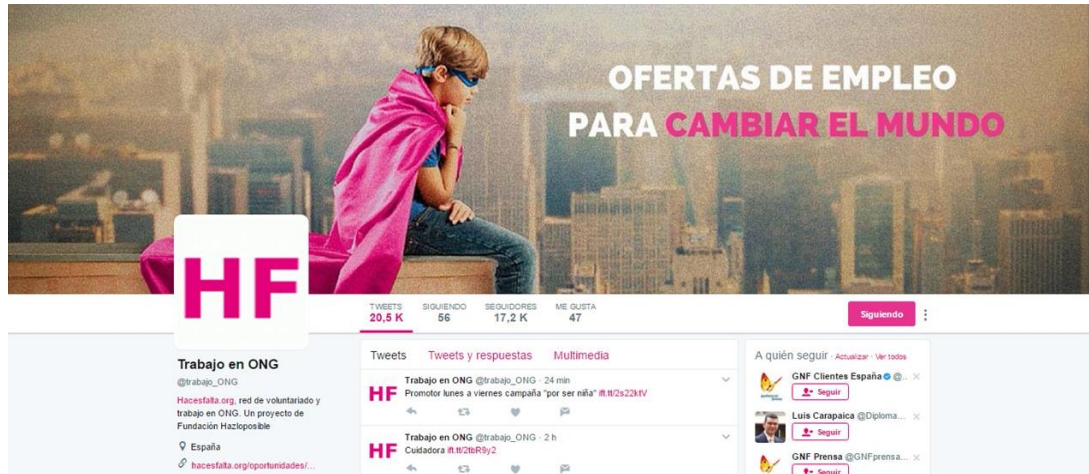 OFERTAS DE EMPLEO
PARA CAMBIAR EL MUNDO
HF
TWEETS
20,5 K
SIGUIENDO
56
SEGUIDORES
17,2 K
ME GUSTA
47
Siguiendo
Trabajo en ONG
@trabajo_ONG
Hacesfalta.org, red de voluntariado y
trabajo en ONG. Un proyecto de
Fundación Hazloposible
España
hacesfalta.org/oportunidades/...
Tweets Tweets y respuestas Multimedia
HF
Trabajo en ONG @trabajo_ONG · 24 min
Promotor lunes a viernes campaña "por ser niña" ift.tt/2s22ktV
HF
Trabajo en ONG @trabajo_ONG · 2 h
Cuidadora ift.tt/2tbR9y2
A quién seguir · Actualizar · Ver todos
GNF Clientes España @...
Seguir
Luis Carapaica @Diploma...
Seguir
GNF Prensa @GNFprensa...
Seguir